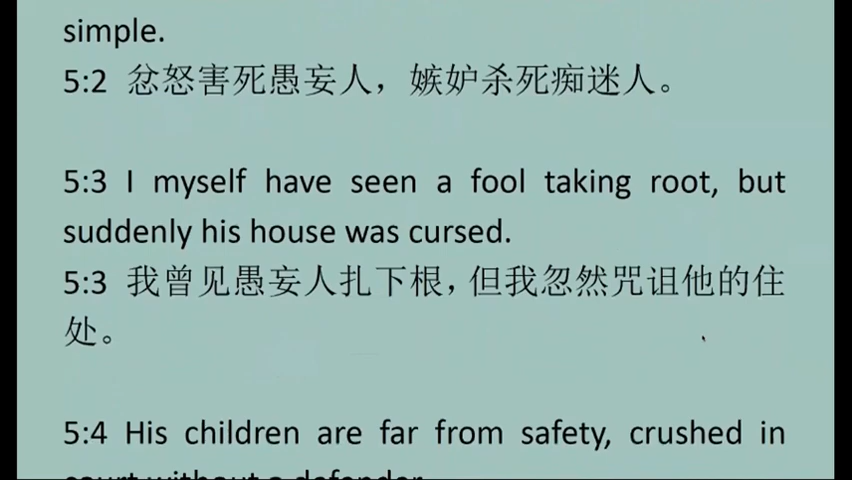 simple.
5:2 忿怒害死愚妄人，嫉妒杀死痴迷人。
5:3 I myself have seen a fool taking root, but
suddenly his house was cursed.
5:3 我曾见愚妄人扎下根，但我忽然咒诅他的住
处。
5:4 His children are far from safety, crushed in
court without a defender.